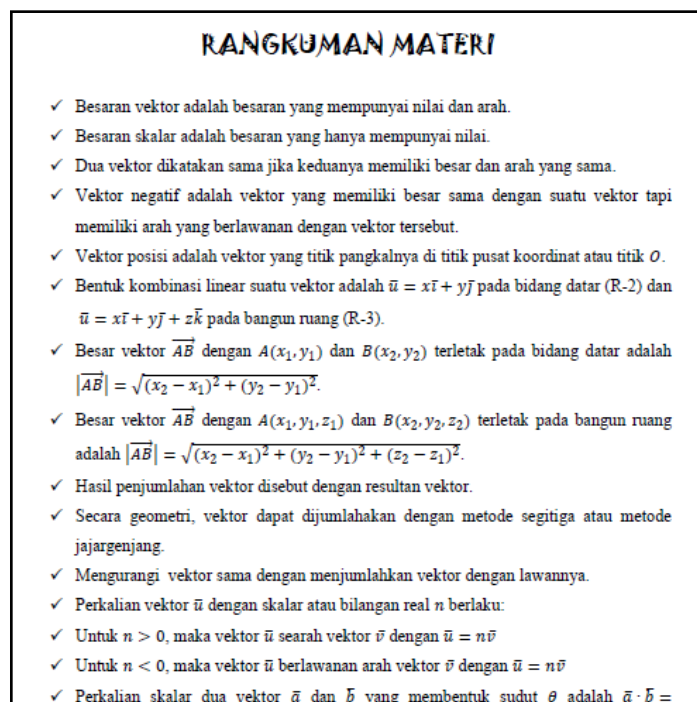 RANGKUMAN MATERI
✓ Besaran vektor adalah besaran yang mempunyai nilai dan arah.
✓ Besaran skalar adalah besaran yang hanya mempunyai nilai.
✓ Dua vektor dikatakan sama jika keduanya memiliki besar dan arah yang sama.
✓ Vektor negatif adalah vektor yang memiliki besar sama dengan suatu vektor tapi
memiliki arah yang berlawanan dengan vektor tersebut.
✓ Vektor posisi adalah vektor yang titik pangkalnya di titik pusat koordinat atau titik O.
✓ Bentuk kombinasi linear suatu vektor adalah ū = xī + yj̄ pada bidang datar (R-2) dan
ū = xī + yj̄ + zk̄ pada bangun ruang (R-3).
✓ Besar vektor \overrightarrow{AB} dengan A(x₁, y₁) dan B(x₂, y₂) terletak pada bidang datar adalah
|\overrightarrow{AB}| = √((x₂ − x₁)² + (y₂ − y₁)²).
✓ Besar vektor \overrightarrow{AB} dengan A(x₁, y₁, z₁) dan B(x₂, y₂, z₂) terletak pada bangun ruang
adalah |\overrightarrow{AB}| = √((x₂ − x₁)² + (y₂ − y₁)² + (z₂ − z₁)²).
✓ Hasil penjumlahan vektor disebut dengan resultan vektor.
✓ Secara geometri, vektor dapat dijumlahakan dengan metode segitiga atau metode
jajargenjang.
✓ Mengurangi vektor sama dengan menjumlahkan vektor dengan lawannya.
✓ Perkalian vektor ū dengan skalar atau bilangan real n berlaku:
✓ Untuk n > 0, maka vektor ū searah vektor v̄ dengan ū = nv̄
✓ Untuk n < 0, maka vektor ū berlawanan arah vektor v̄ dengan ū = nv̄
✓ Perkalian skalar dua vektor ā dan b̄ yang membentuk sudut θ adalah ā · b̄ =